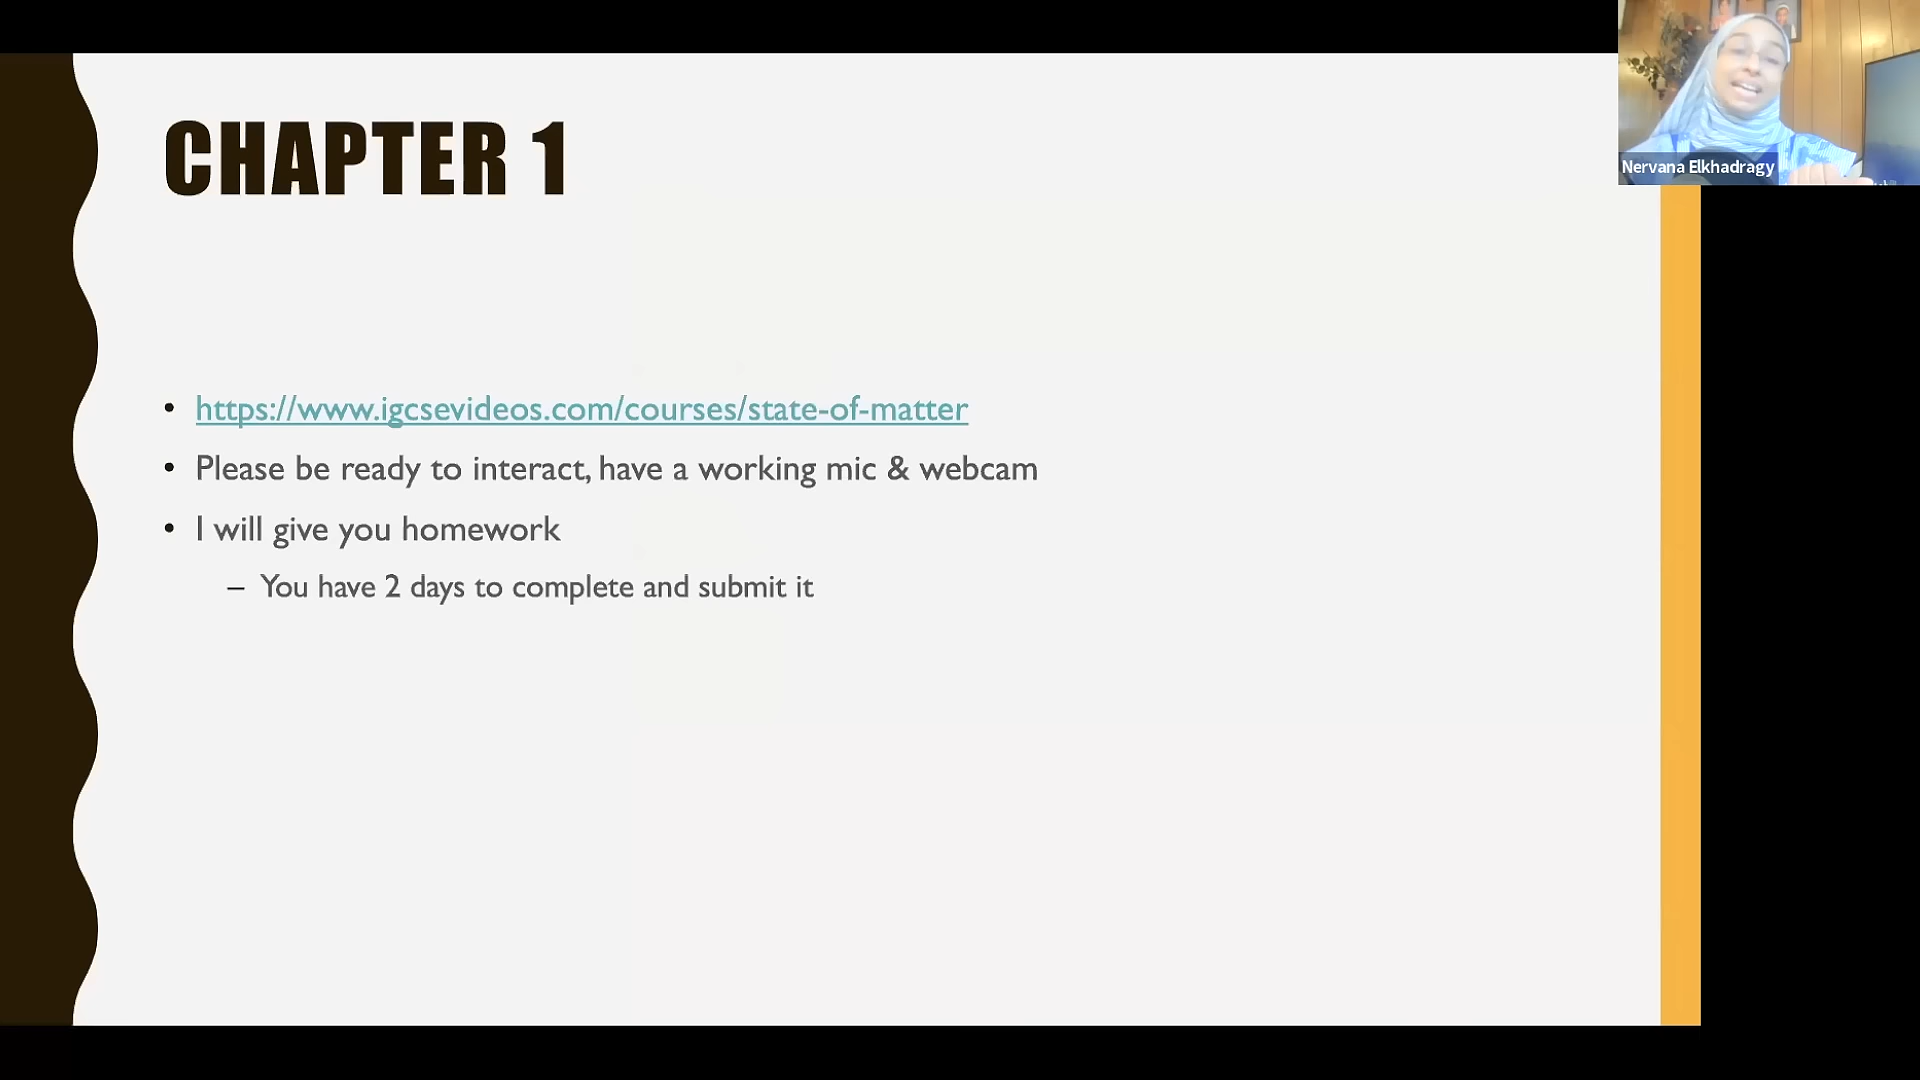 CHAPTER 1
• https://www.igcsevideos.com/courses/state-of-matter
• Please be ready to interact, have a working mic & webcam
• I will give you homework
– You have 2 days to complete and submit it
Nervana Elkhadragy